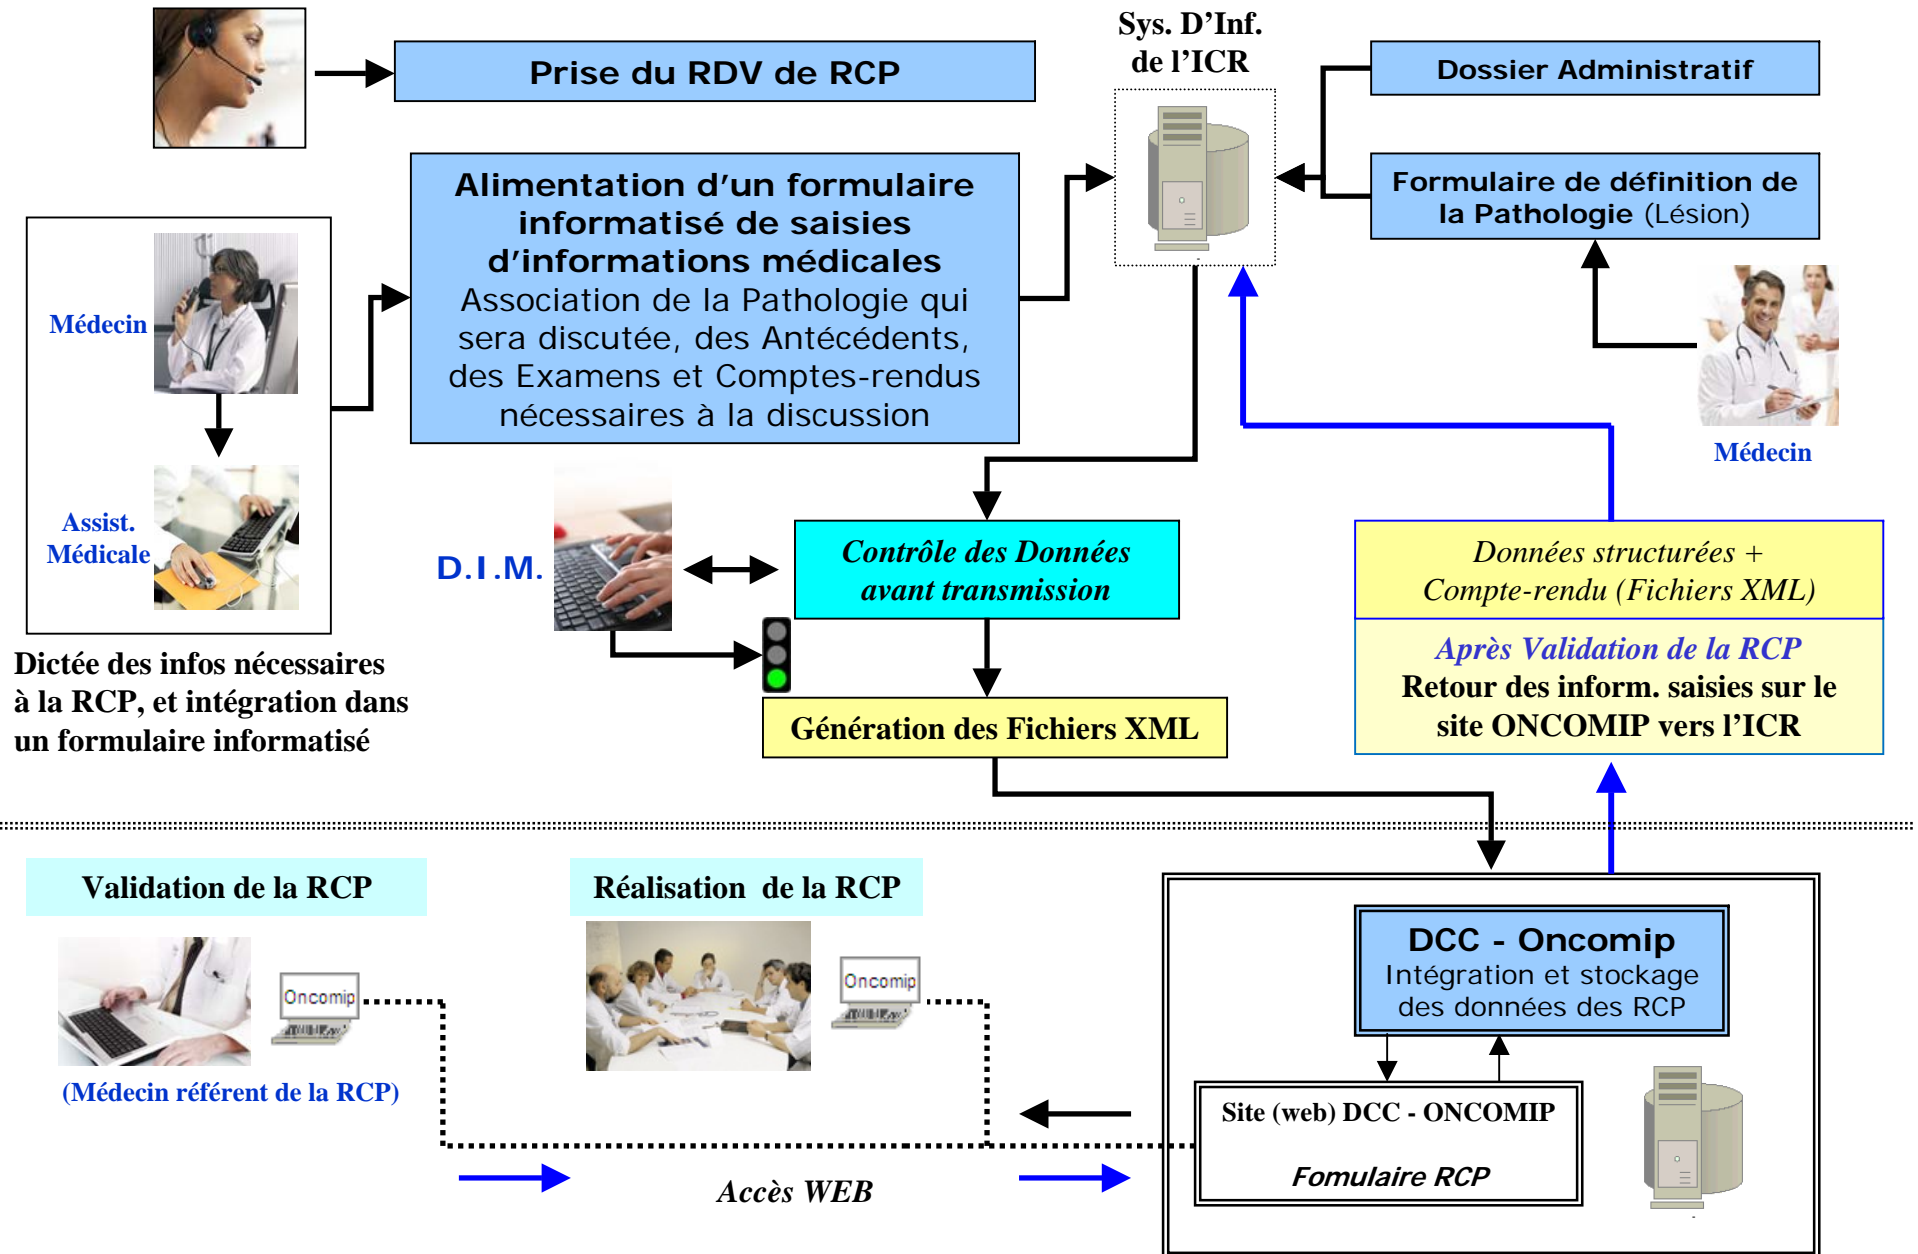 Prise du RDV de RCP
Sys. D’Inf.
de l’ICR
Dossier Administratif
Alimentation d’un formulaire
informatisé de saisies
d’informations médicales
Association de la Pathologie qui
sera discutée, des Antécédents,
des Examens et Comptes-rendus
nécessaires à la discussion
Formulaire de définition de
la Pathologie (Lésion)
Médecin
Assist.
Médicale
Médecin
D.I.M.
Contrôle des Données
avant transmission
Données structurées +
Compte-rendu (Fichiers XML)
Dictée des infos nécessaires
à la RCP, et intégration dans
un formulaire informatisé
Après Validation de la RCP
Retour des inform. saisies sur le
site ONCOMIP vers l’ICR
Génération des Fichiers XML
Validation de la RCP
Réalisation de la RCP
Oncomip
Oncomip
(Médecin référent de la RCP)
DCC - Oncomip
Intégration et stockage
des données des RCP
Site (web) DCC - ONCOMIP
Fomulaire RCP
Accès WEB